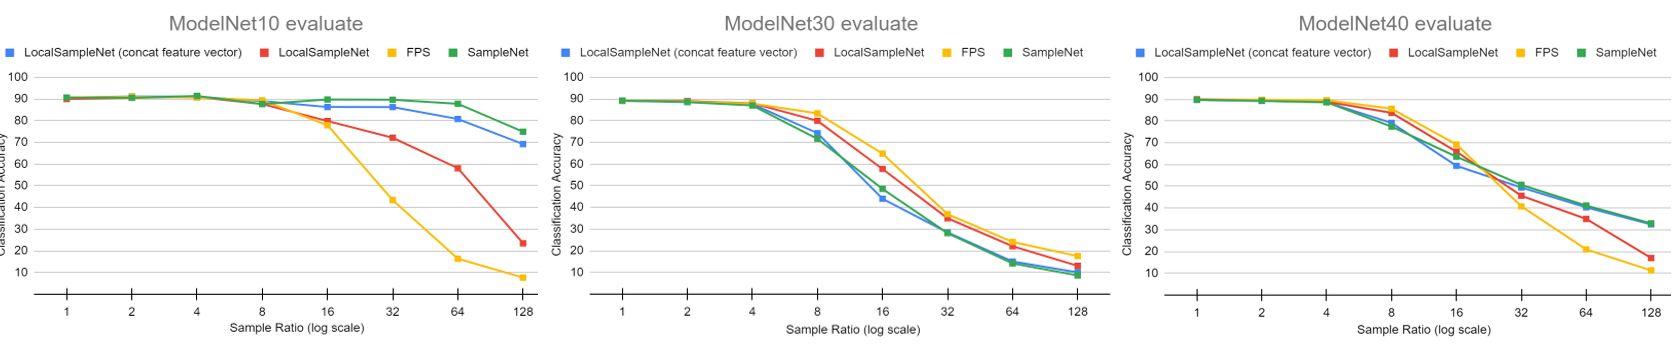 ModelNet10 evaluate
LocalSampleNet (concat feature vector) LocalSampleNet FPS SampleNet
100
90
80
70
60
50
40
30
20
10
Classification Accuracy
1 2 4 8 16 32 64 128
Sample Ratio (log scale)
ModelNet30 evaluate
LocalSampleNet (concat feature vector) LocalSampleNet FPS SampleNet
100
90
80
70
60
50
40
30
20
10
Classification Accuracy
1 2 4 8 16 32 64 128
Sample Ratio (log scale)
ModelNet40 evaluate
LocalSampleNet (concat feature vector) LocalSampleNet FPS SampleNet
100
90
80
70
60
50
40
30
20
10
Classification Accuracy
1 2 4 8 16 32 64 128
Sample Ratio (log scale)